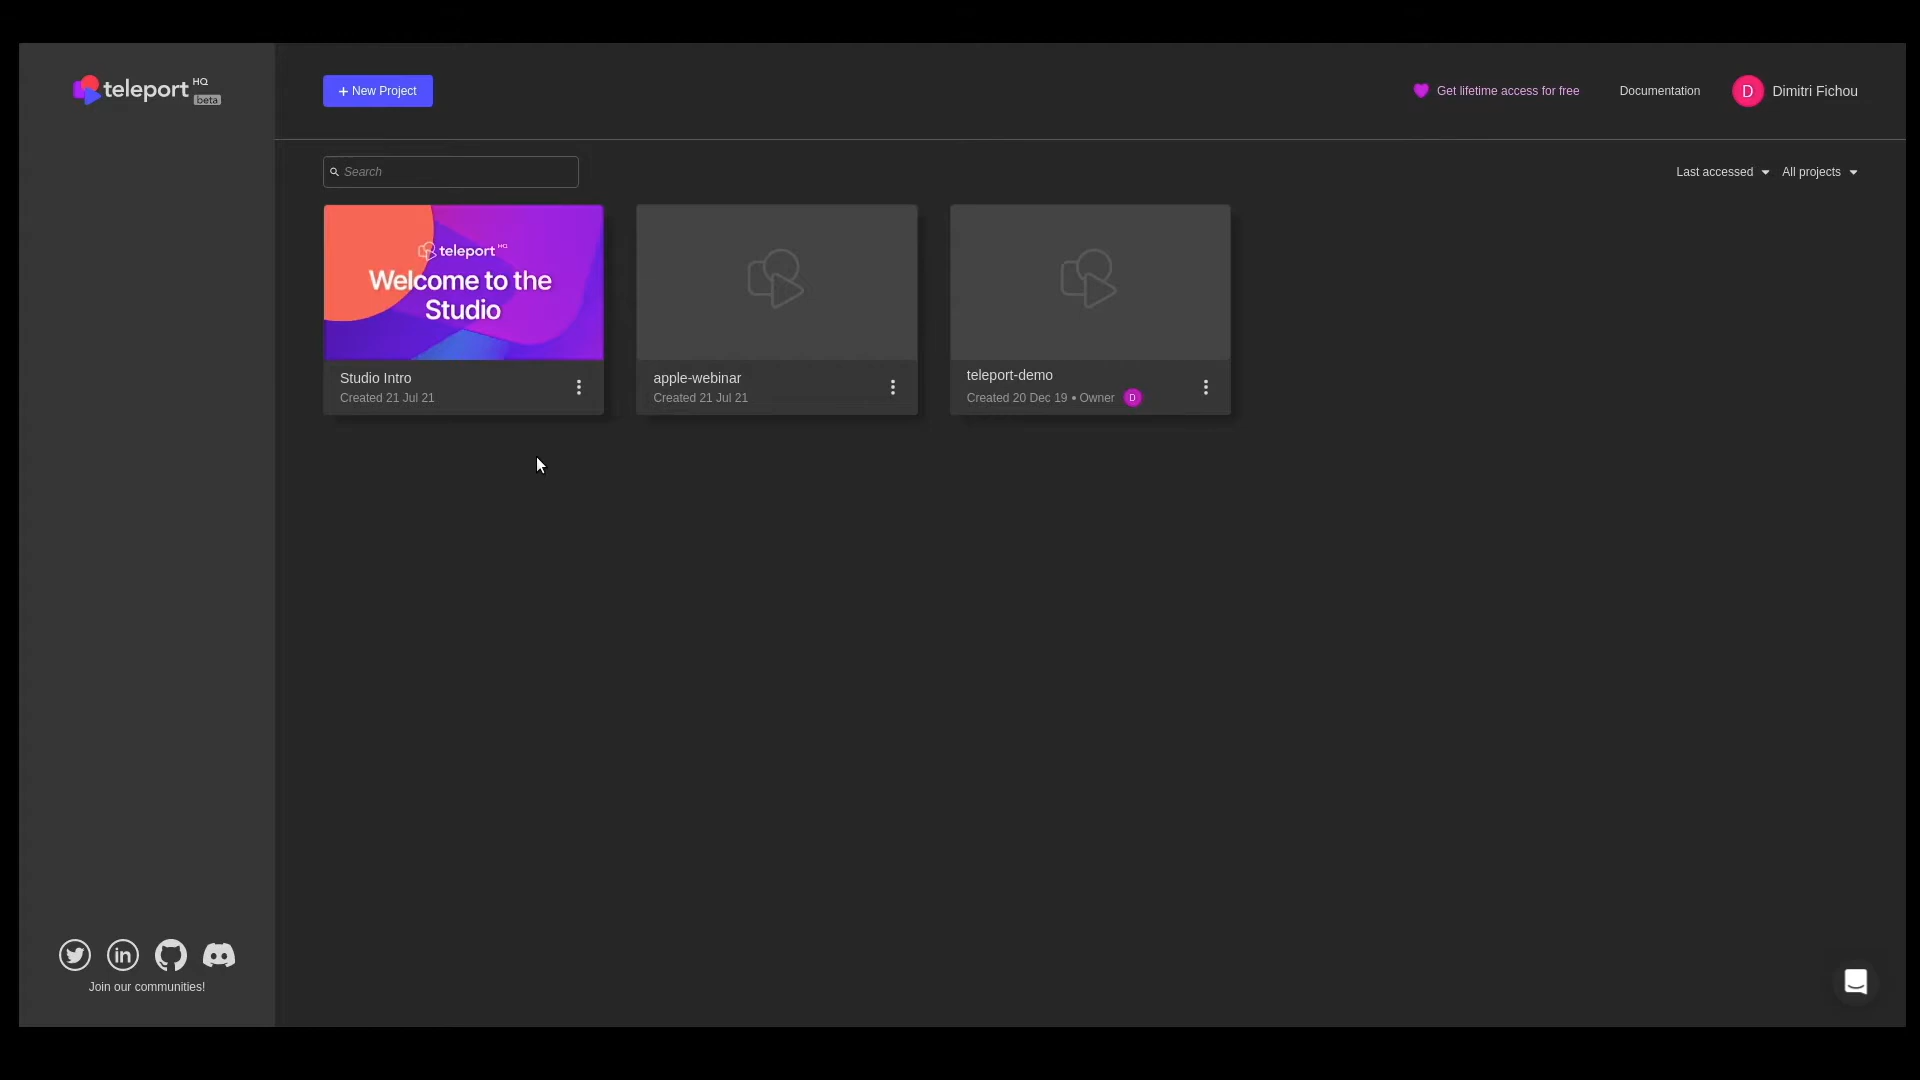 teleport HQ
beta
+ New Project
Get lifetime access for free
Documentation
D
Dimitri Fichou
Search
Last accessed
All projects
teleport HQ
Welcome to the
Studio
Studio Intro
Created 21 Jul 21
apple-webinar
Created 21 Jul 21
teleport-demo
Created 20 Dec 19 • Owner
D
in
Join our communities!